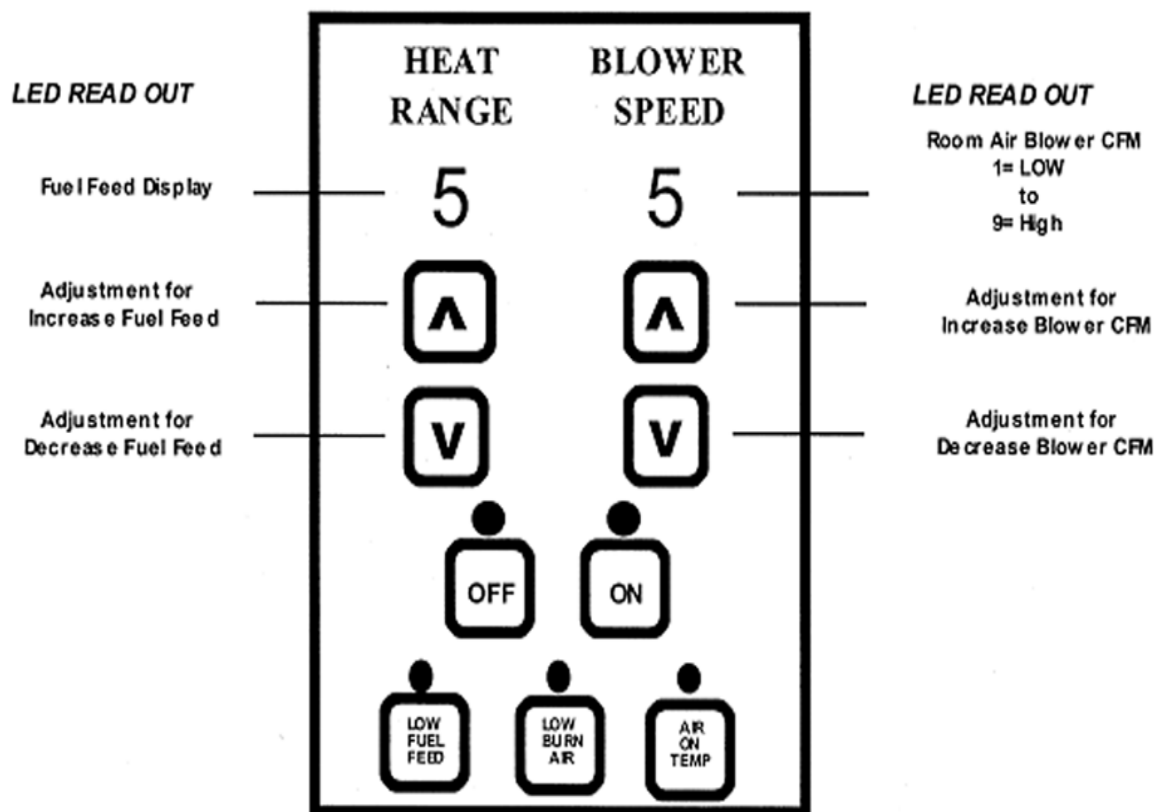 LED READ OUT
Fuel Feed Display
Adjustment for
Increase Fuel Feed
Adjustment for
Decrease Fuel Feed
HEAT
RANGE
BLOWER
SPEED
5
5
∧
∧
∨
∨
OFF
ON
LOW
FUEL
FEED
LOW
BURN
AIR
AIR
ON
TEMP
LED READ OUT
Room Air Blower CFM
1= LOW
to
9= High
Adjustment for
Increase Blower CFM
Adjustment for
Decrease Blower CFM